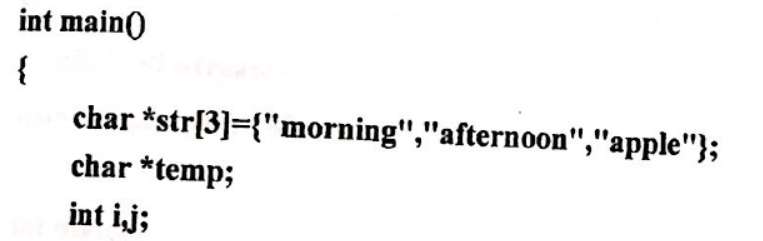 int main()
{
char *str[3]={"morning","afternoon","apple"};
char *temp;
int i,j;